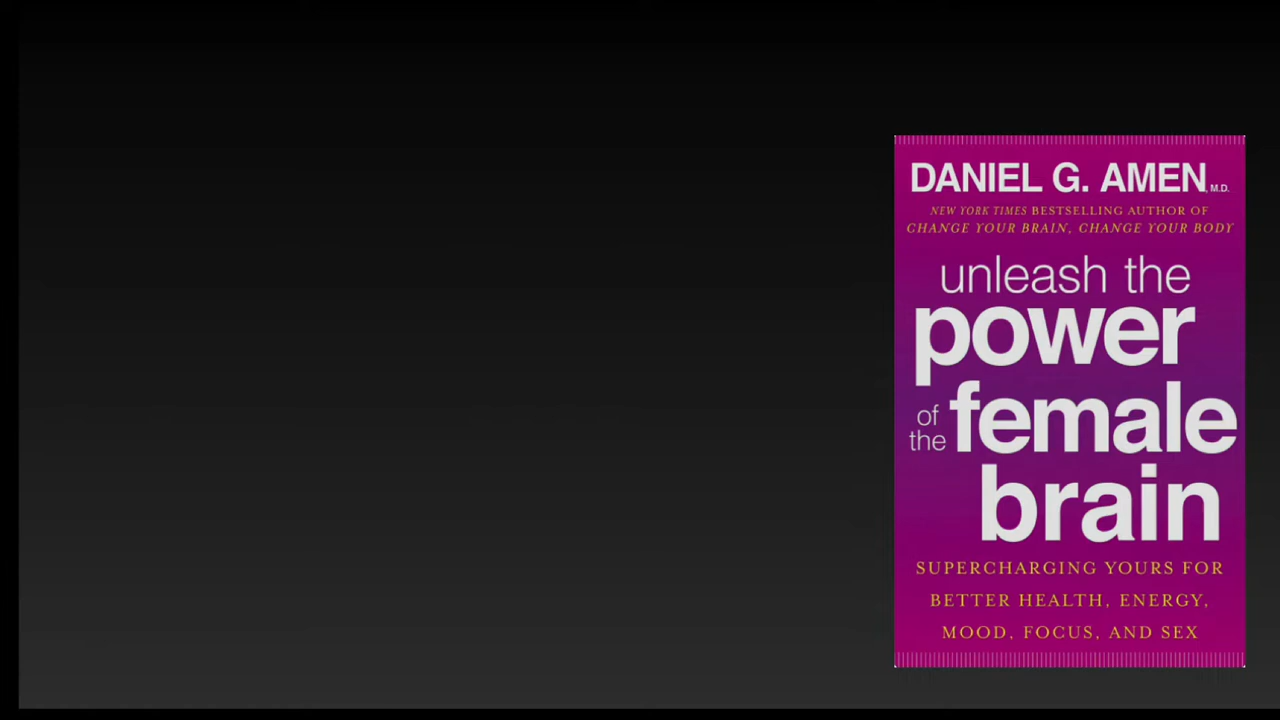 DANIEL G. AMEN, M.D.
NEW YORK TIMES BESTSELLING AUTHOR OF
CHANGE YOUR BRAIN, CHANGE YOUR BODY
unleash the
power
of the female
brain
SUPERCHARGING YOURS FOR
BETTER HEALTH, ENERGY,
MOOD, FOCUS, AND SEX